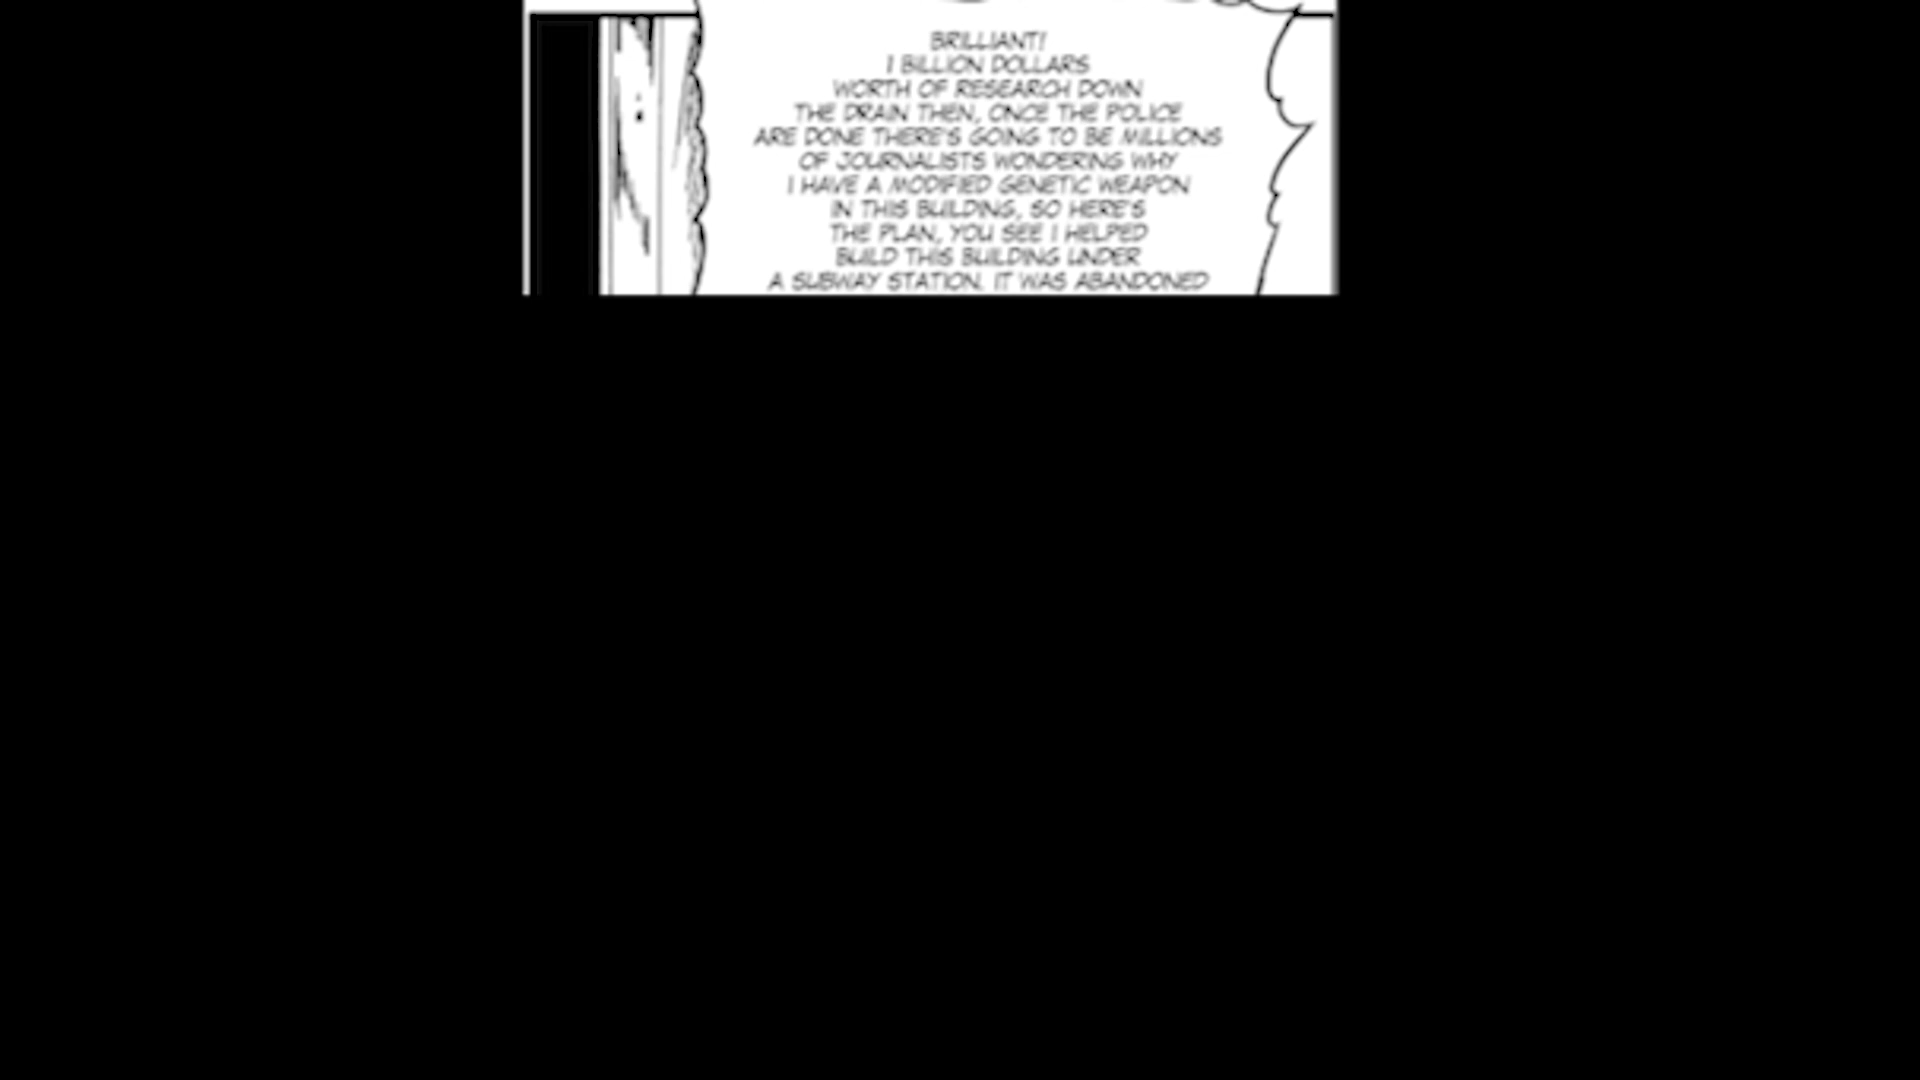 BRILLIANT!
1 BILLION DOLLARS
WORTH OF RESEARCH DOWN
THE DRAIN THEN, ONCE THE POLICE
ARE DONE THERE'S GOING TO BE MILLIONS
OF JOURNALISTS WONDERING WHY
I HAVE A MODIFIED GENETIC WEAPON
IN THIS BUILDING, SO HERE'S
THE PLAN, YOU SEE I HELPED
BUILD THIS BUILDING UNDER
A SUBWAY STATION. IT WAS ABANDONED